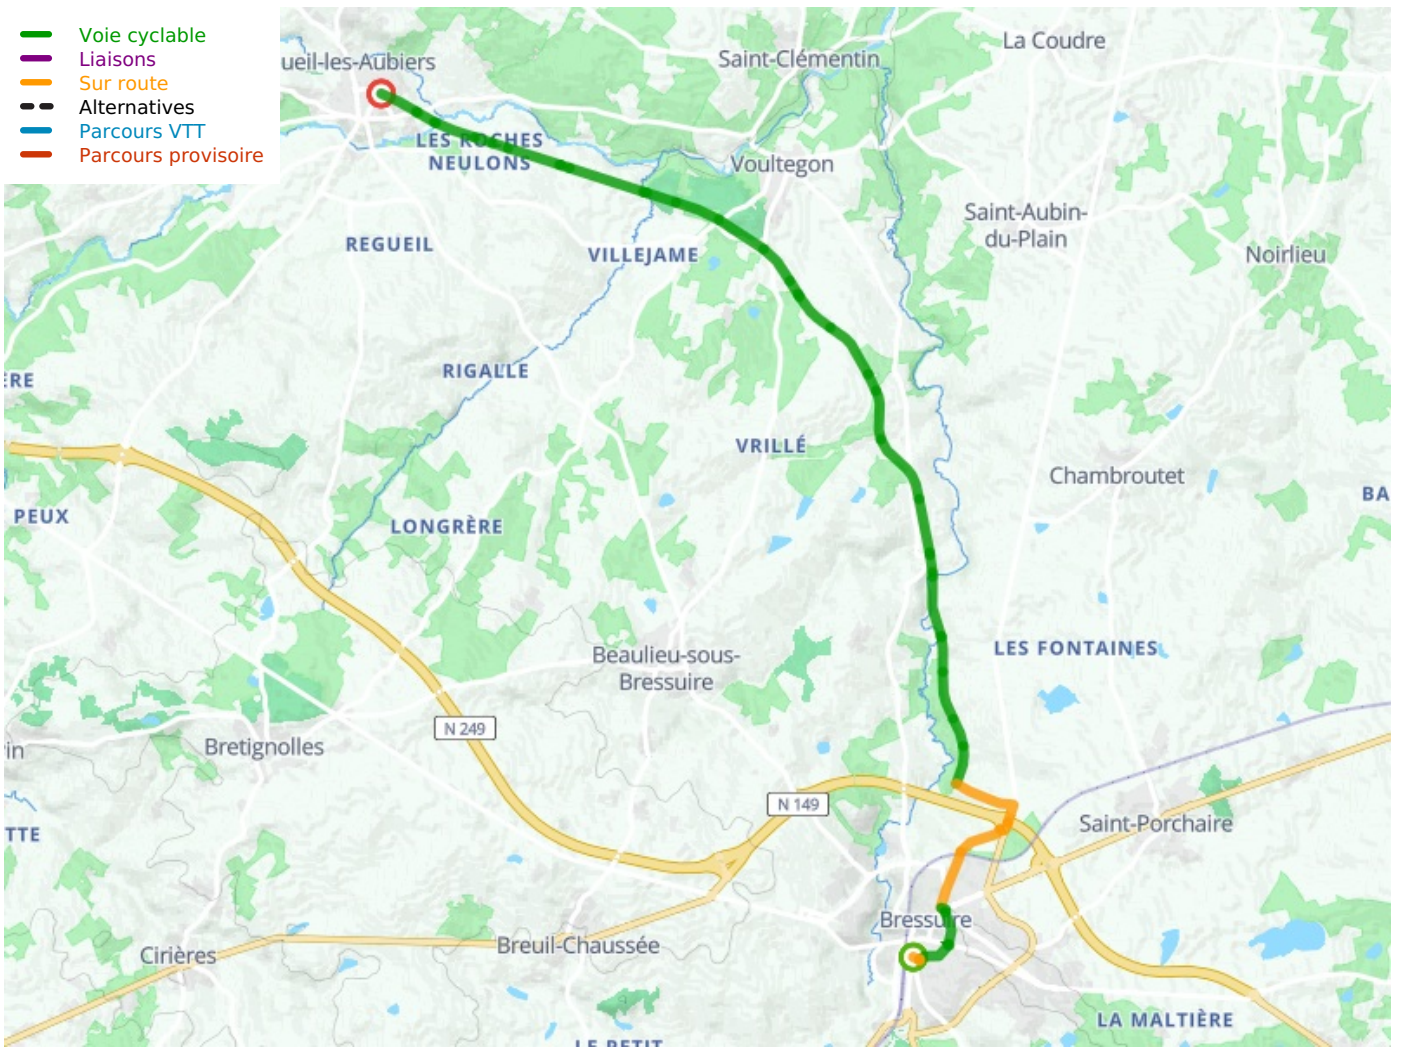 Voie cyclable
Liaisons
Sur route
Alternatives
Parcours VTT
Parcours provisoire
ueil-les-Aubiers
Saint-Clémentin
La Coudre
LES ROCHES
NEULONS
Voultegon
Saint-Aubin-
du-Plain
REGUEIL
VILLEJAME
Noirlieu
RIGALLE
ERE
VRILLÉ
Chambroutet
BA
PEUX
LONGRÈRE
Beaulieu-sous-
Bressuire
LES FONTAINES
N 249
Bretignolles
in
N 149
Saint-Porchaire
TTE
Bressuire
Breuil-Chaussée
Cirières
LA MALTIÈRE
LE PETIT